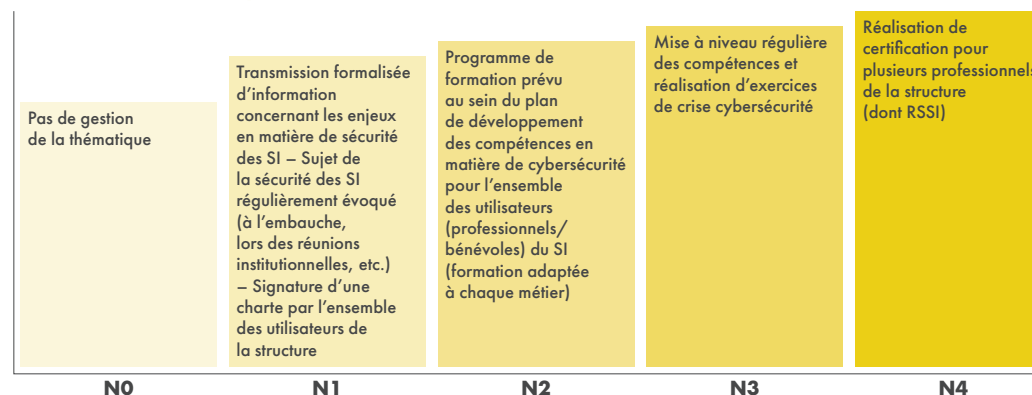 Pas de gestion
de la thématique
Transmission formalisée
d’information
concernant les enjeux
en matière de sécurité
des SI – Sujet de
la sécurité des SI
régulièrement évoqué
(à l’embauche,
lors des réunions
institutionnelles, etc.)
– Signature d’une
charte par l’ensemble
des utilisateurs de
la structure
Programme de
formation prévu
au sein du plan
de développement
des compétences en
matière de cybersécurité
pour l’ensemble
des utilisateurs
(professionnels/
bénévoles) du SI
(formation adaptée
à chaque métier)
Mise à niveau régulière
des compétences et
réalisation d’exercices
de crise cybersécurité
Réalisation de
certification pour
plusieurs professionnels
de la structure
(dont RSSI)
N0
N1
N2
N3
N4